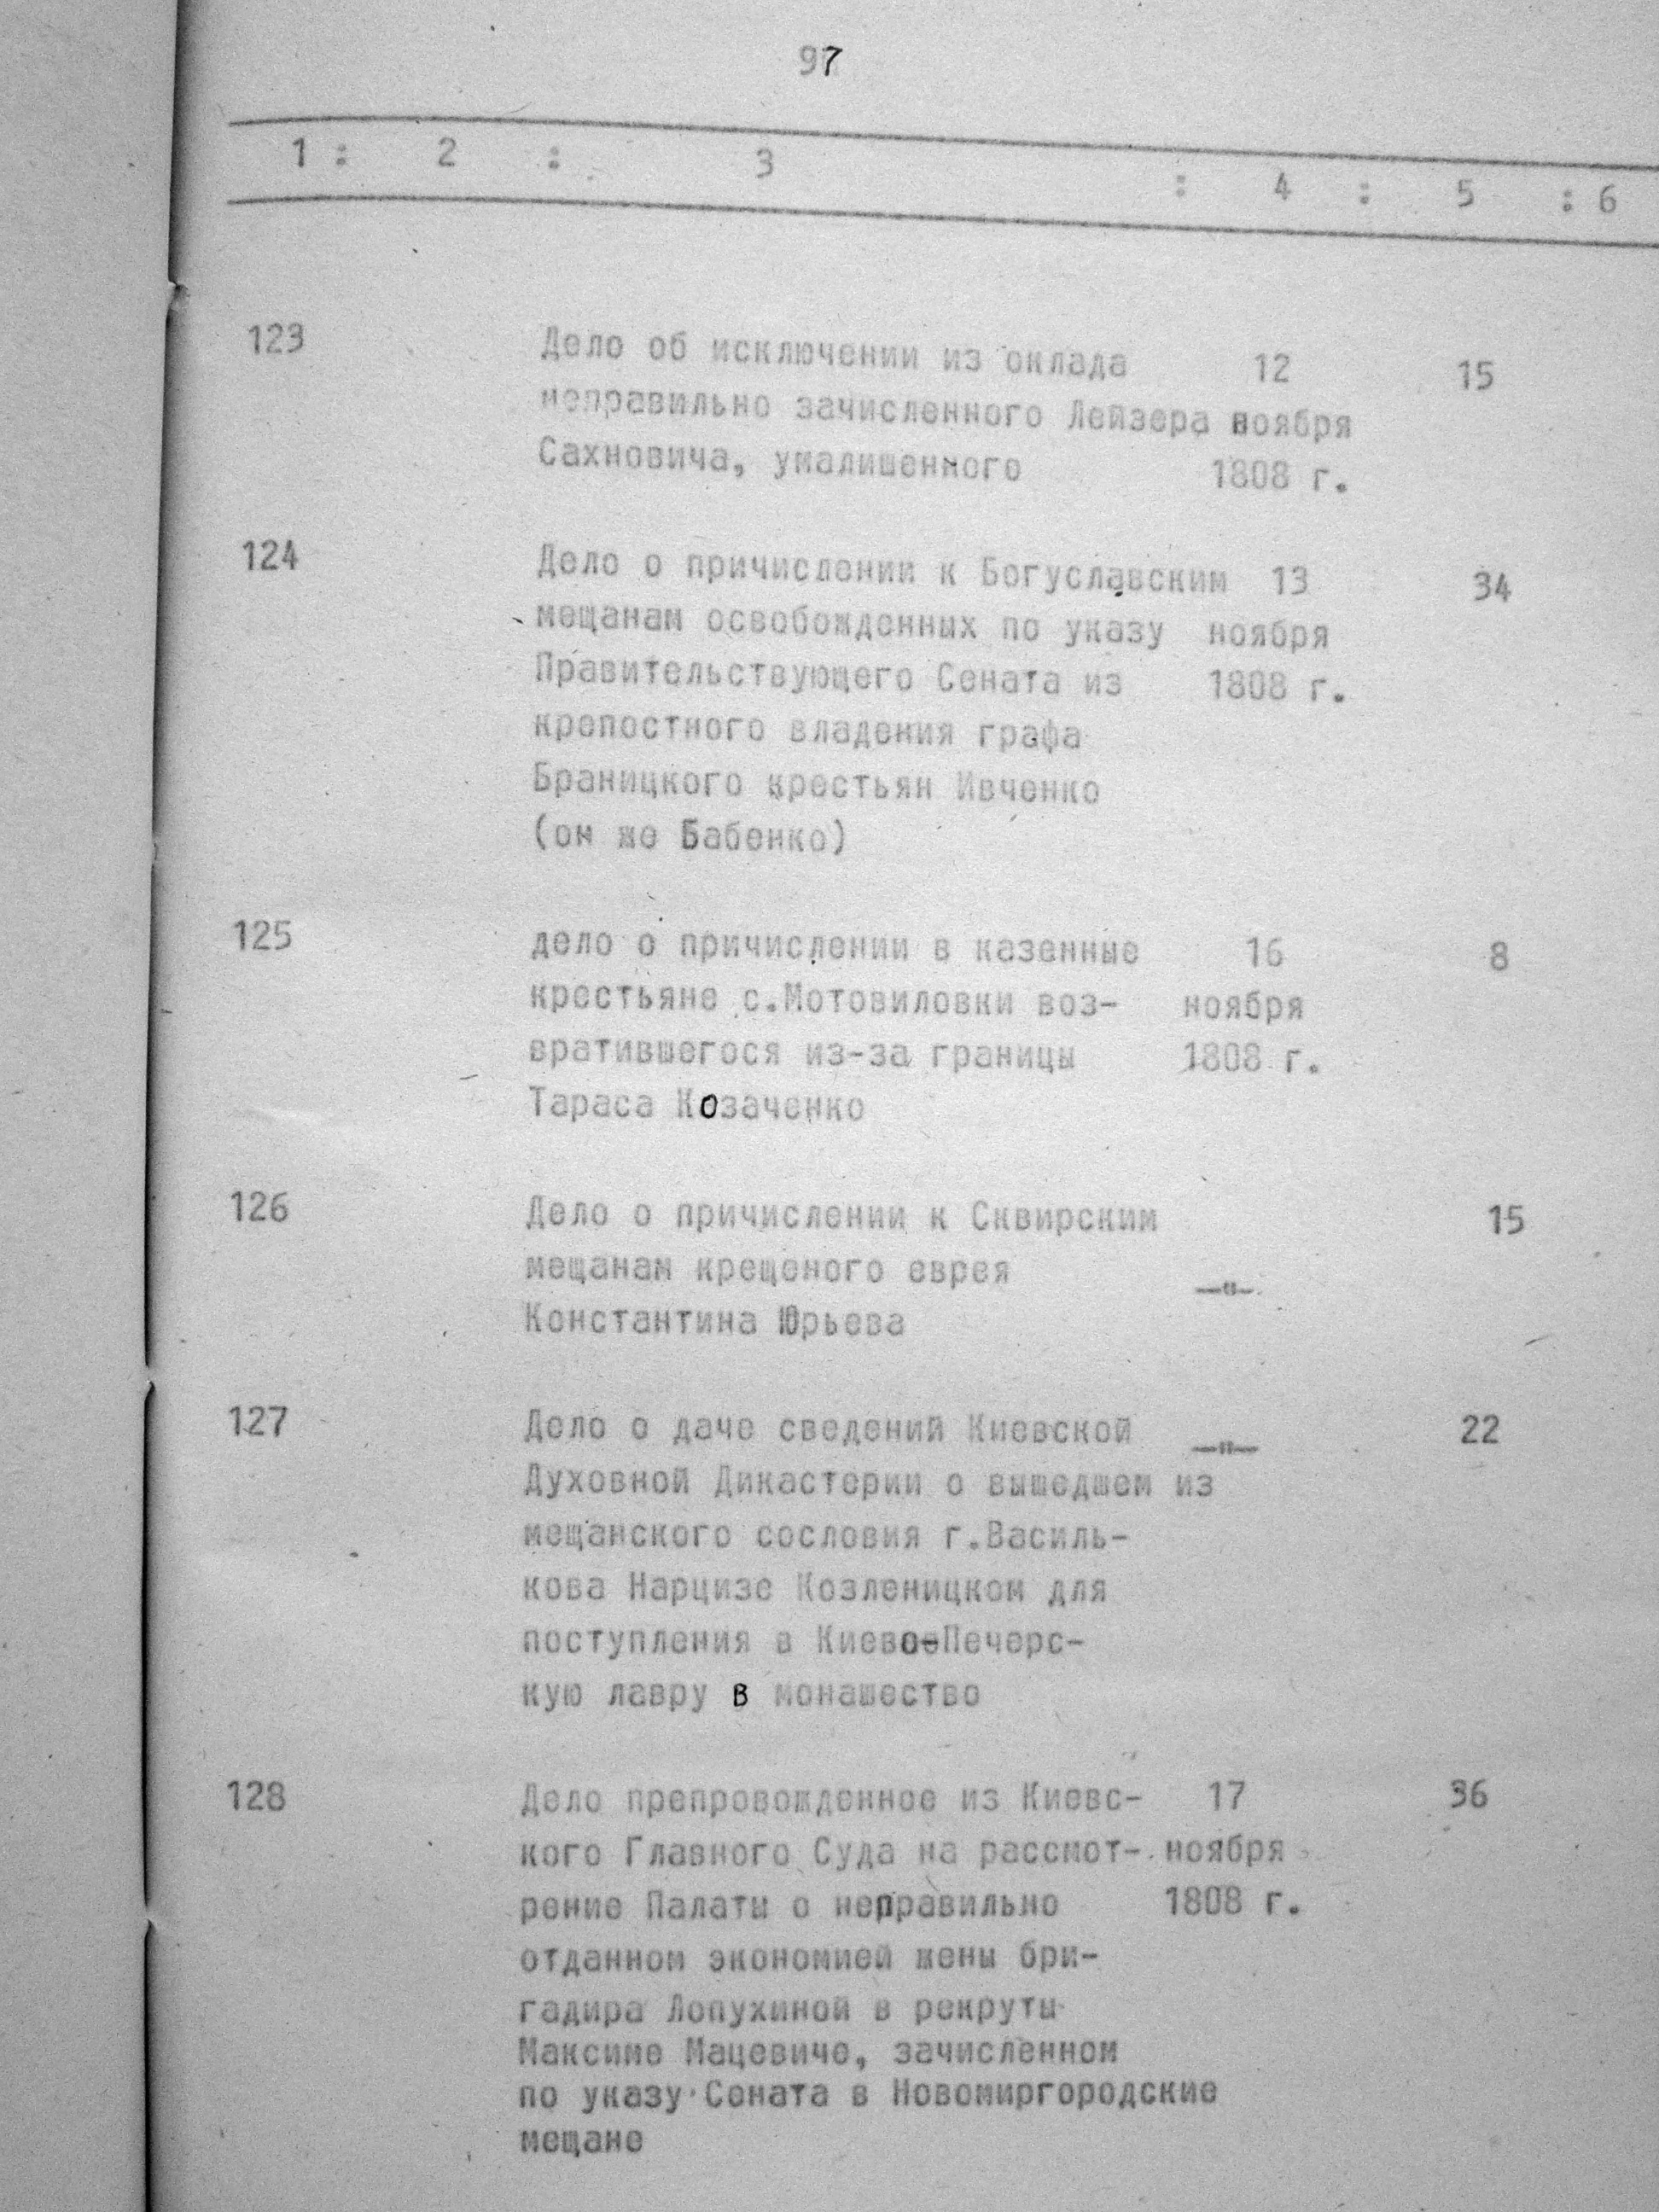 97
1 : 2 : 3 : 4 : 5 : 6
123 Дело об исключении из оклада 12 15
неправильно зачисленного Лейзера ноября
Сахновича, умалишенного 1808 г.
124 Дело о причислении к Богуславским 13 34
мещанам освобожденных по указу ноября
Правительствующего Сената из 1808 г.
крепостного владения графа
Браницкого крестьян Ивченко
(он же Бабенко)
125 дело о причислении в казенные 16 8
крестьяне с.Мотовиловки воз- ноября
вратившегося из-за границы 1808 г.
Тараса Козаченко
126 Дело о причислении к Сквирским 15
мещанам крещеного еврея —"—
Константина Юрьева
127 Дело о даче сведений Киевской —"— 22
Духовной Дикастерии о вышедшем из
мещанского сословия г.Василь-
кова Нарцизе Козленицком для
поступления в Киево-Печерс-
кую лавру в монашество
128 Дело препровожденное из Киевс- 17 36
кого Главного Суда на рассмот- ноября
рение Палаты о неправильно 1808 г.
отданном экономией жены бри-
гадира Лопухиной в рекруты
Максиме Мацевиче, зачисленном
по указу Сената в Новомиргородские
мещане